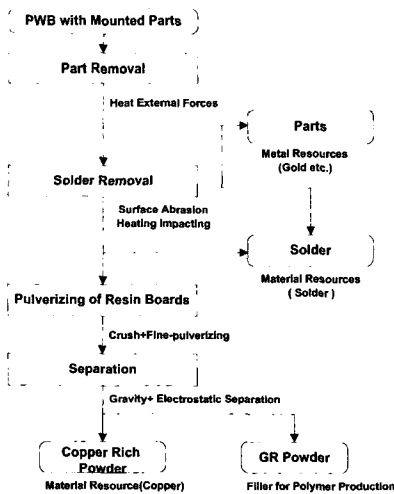 PWB with Mounted Parts
Part Removal
Heat External Forces
Parts
Metal Resources
(Gold etc.)
Solder Removal
Surface Abrasion
Heating Impacting
Solder
Material Resources
( Solder )
Pulverizing of Resin Boards
Crush+Fine-pulverizing
Separation
Gravity+ Electrostatic Separation
Copper Rich
Powder
GR Powder
Material Resource(Copper)
Filler for Polymer Production